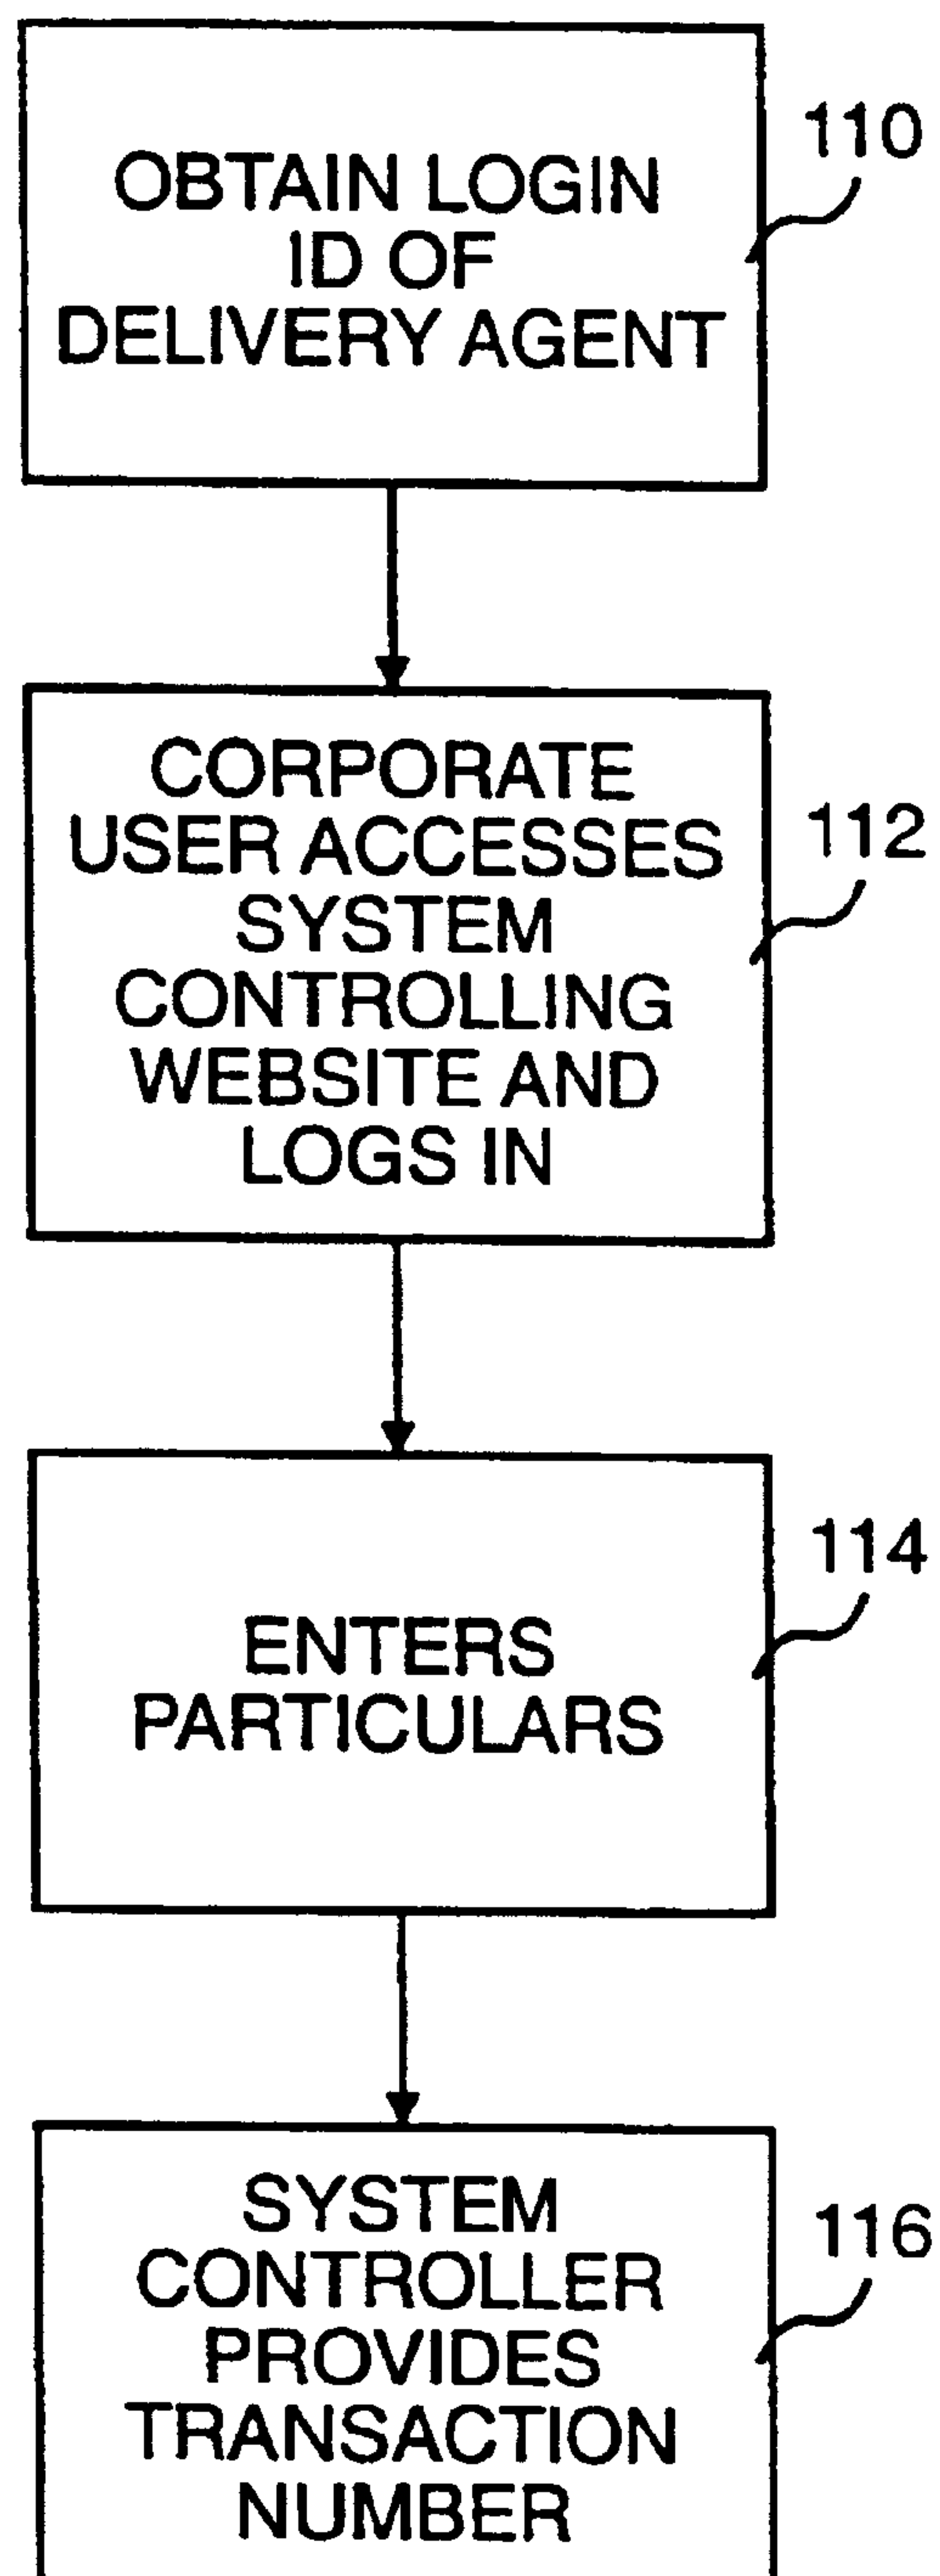 OBTAIN LOGIN
ID OF
DELIVERY AGENT
110
CORPORATE
USER ACCESSES
SYSTEM
CONTROLLING
WEBSITE AND
LOGS IN
112
ENTERS
PARTICULARS
114
SYSTEM
CONTROLLER
PROVIDES
TRANSACTION
NUMBER
116